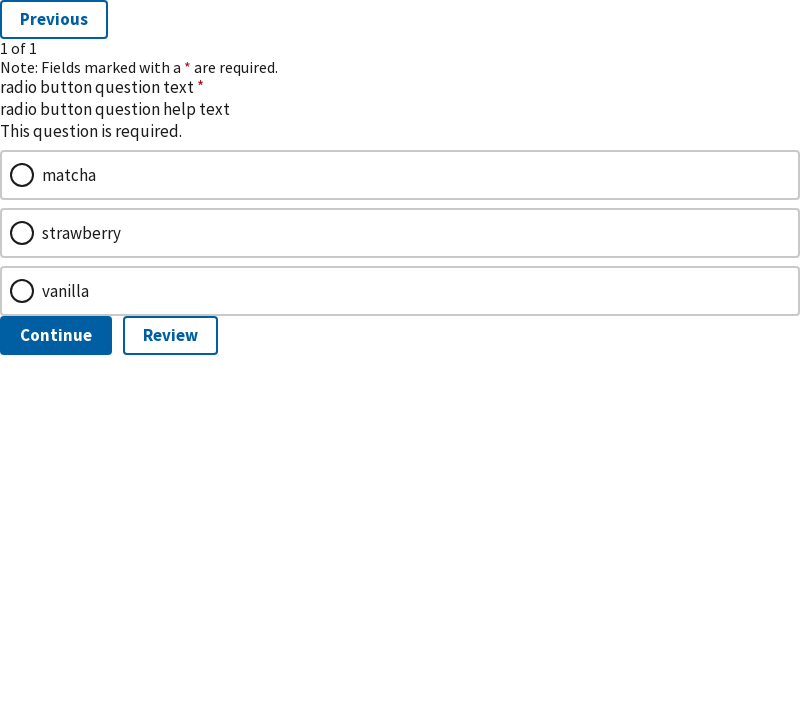 Previous
1 of 1
Note: Fields marked with a * are required.
radio button question text *
radio button question help text
This question is required.
matcha
strawberry
vanilla
Continue Review